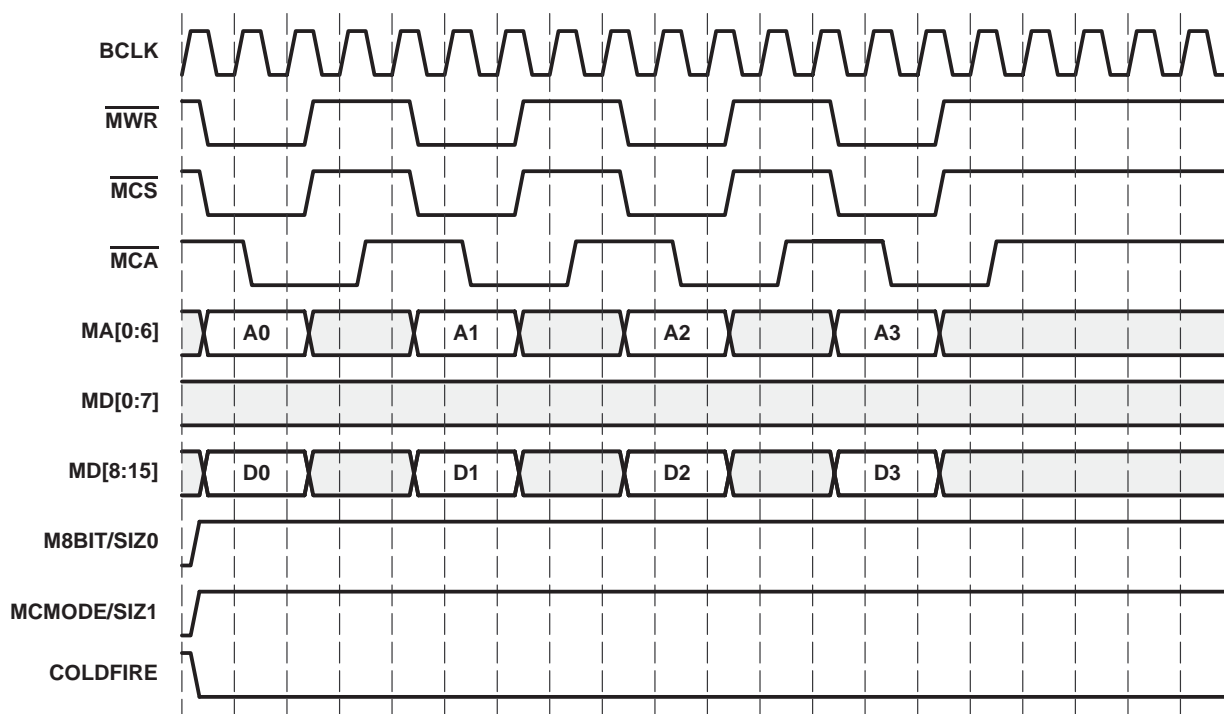 BCLK
MWR
MCS
MCA
MA[0:6] A0 A1 A2 A3
MD[0:7]
MD[8:15] D0 D1 D2 D3
M8BIT/SIZ0
MCMODE/SIZ1
COLDFIRE